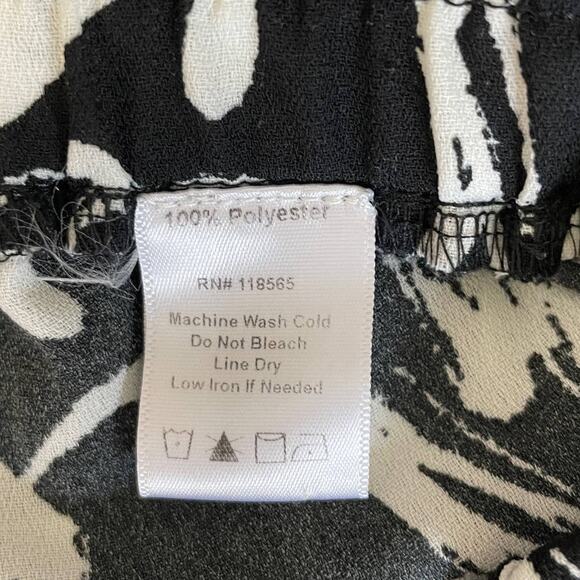 100% Polyester
RN# 118565
Machine Wash Cold
Do Not Bleach
Line Dry
Low Iron If Needed